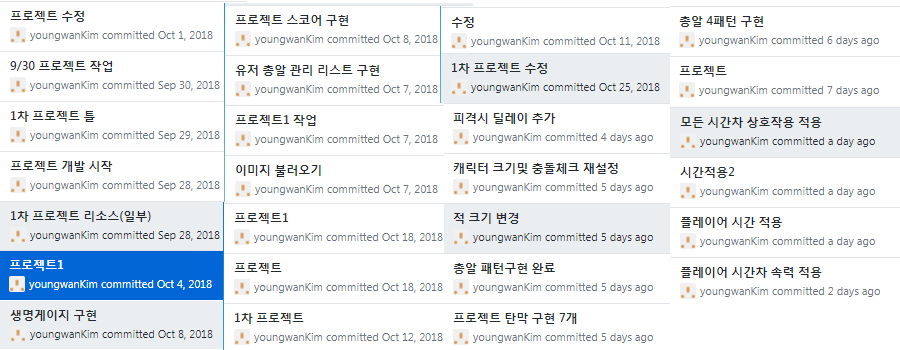 프로젝트 수정
youngwanKim committed Oct 1, 2018
9/30 프로젝트 작업
youngwanKim committed Sep 30, 2018
1차 프로젝트 틀
youngwanKim committed Sep 29, 2018
프로젝트 개발 시작
youngwanKim committed Sep 28, 2018
1차 프로젝트 리소스(일부)
youngwanKim committed Sep 28, 2018
프로젝트1
youngwanKim committed Oct 4, 2018
생명게이지 구현
youngwanKim committed Oct 8, 2018
프로젝트 스코어 구현
youngwanKim committed Oct 8, 2018
유저 총알 관리 리스트 구현
youngwanKim committed Oct 7, 2018
프로젝트1 작업
youngwanKim committed Oct 7, 2018
이미지 불러오기
youngwanKim committed Oct 7, 2018
프로젝트1
youngwanKim committed Oct 18, 2018
프로젝트
youngwanKim committed Oct 18, 2018
1차 프로젝트
youngwanKim committed Oct 12, 2018
수정
youngwanKim committed Oct 11, 2018
1차 프로젝트 수정
youngwanKim committed Oct 25, 2018
피격시 딜레이 추가
youngwanKim committed 4 days ago
캐릭터 크기및 충돌체크 재설정
youngwanKim committed 5 days ago
적 크기 변경
youngwanKim committed 5 days ago
총알 패턴구현 완료
youngwanKim committed 5 days ago
프로젝트 탄막 구현 7개
youngwanKim committed 5 days ago
총알 4패턴 구현
youngwanKim committed 6 days ago
프로젝트
youngwanKim committed 7 days ago
모든 시간차 상호작용 적용
youngwanKim committed a day ago
시간적용2
youngwanKim committed a day ago
플레이어 시간 적용
youngwanKim committed a day ago
플레이어 시간차 속력 적용
youngwanKim committed 2 days ago